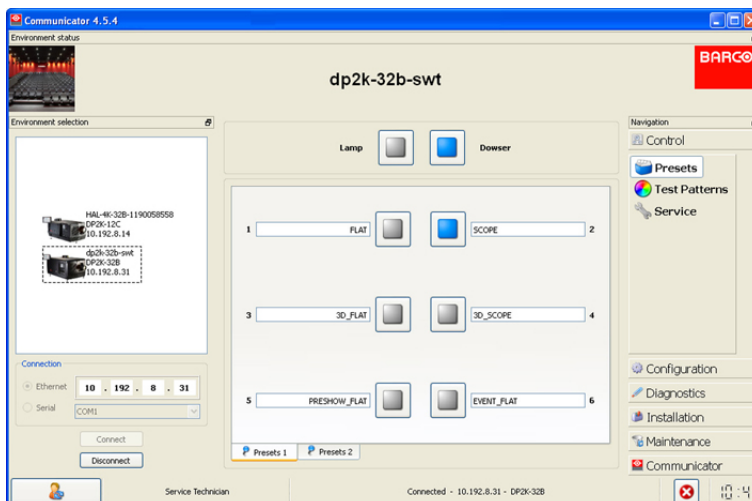 Communicator 4.5.4
Environment status
dp2k-32b-swt
BARCO
Environment selection
HAL-4K-32B-1190058558
DP2K-12C
10.192.8.14
dp2k-32b-swt
DP2K-32B
10.192.8.31
Connection
Ethernet 10 . 192 . 8 . 31
Serial COM1
Connect
Disconnect
Lamp Dowser
1 FLAT SCOPE 2
3 3D_FLAT 3D_SCOPE 4
5 PRESHOW_FLAT EVENT_FLAT 6
Presets 1 Presets 2
Navigation
Control
Presets
Test Patterns
Service
Configuration
Diagnostics
Installation
Maintenance
Communicator
Service Technician Connected - 10.192.8.31 - DP2K-32B